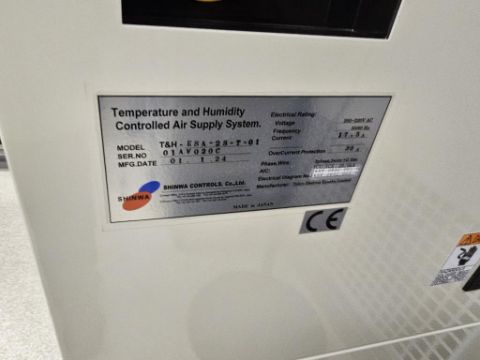 Temperature and Humidity
Controlled Air Supply System.
MODEL T&H-ESA-28-T-01
SER.NO 01AV020C
MFG.DATE 01. 1.24
SHINWA
SHINWA CONTROLS. Co.,Ltd.
Electrical Rating:
Voltage
Frequency
Current 17.5A
OverCurrent Protection
Phase,Wire.
AIC:
Electrical Diagram
Manufacturer:
MADE in JAPAN
CE